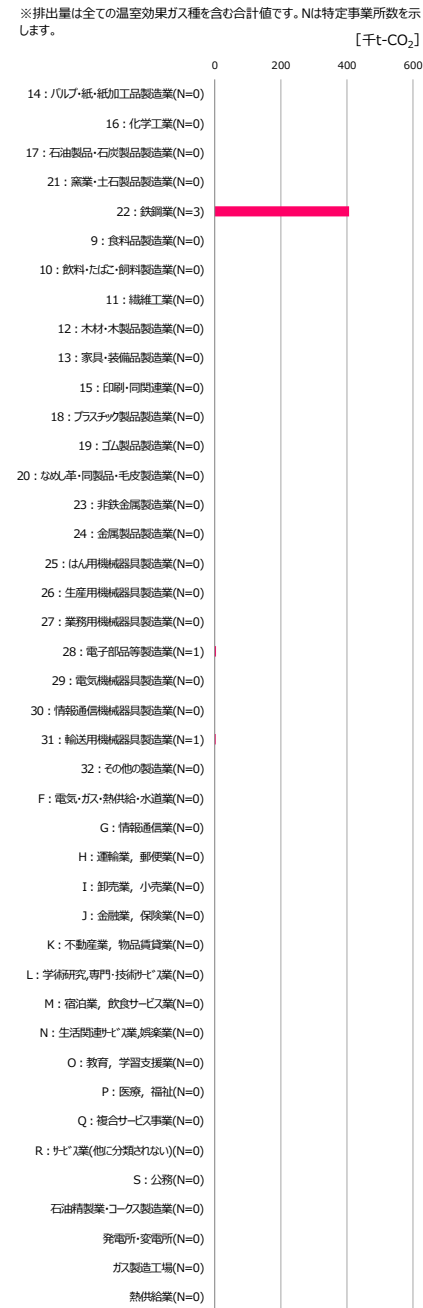 ※排出量は全ての温室効果ガス種を含む合計値です。Nは特定事業所数を示
します。
[千t-CO₂]
0 200 400 600
14：パルプ・紙・紙加工品製造業(N=0)
16：化学工業(N=0)
17：石油製品・石炭製品製造業(N=0)
21：窯業・土石製品製造業(N=0)
22：鉄鋼業(N=3)
9：食料品製造業(N=0)
10：飲料・たばこ・飼料製造業(N=0)
11：繊維工業(N=0)
12：木材・木製品製造業(N=0)
13：家具・装備品製造業(N=0)
15：印刷・同関連業(N=0)
18：プラスチック製品製造業(N=0)
19：ゴム製品製造業(N=0)
20：なめし革・同製品・毛皮製造業(N=0)
23：非鉄金属製造業(N=0)
24：金属製品製造業(N=0)
25：はん用機械器具製造業(N=0)
26：生産用機械器具製造業(N=0)
27：業務用機械器具製造業(N=0)
28：電子部品等製造業(N=1)
29：電気機械器具製造業(N=0)
30：情報通信機械器具製造業(N=0)
31：輸送用機械器具製造業(N=1)
32：その他の製造業(N=0)
F：電気・ガス・熱供給・水道業(N=0)
G：情報通信業(N=0)
H：運輸業，郵便業(N=0)
I：卸売業，小売業(N=0)
J：金融業，保険業(N=0)
K：不動産業，物品賃貸業(N=0)
L：学術研究,専門・技術ｻｰﾋﾞｽ業(N=0)
M：宿泊業，飲食サービス業(N=0)
N：生活関連ｻｰﾋﾞｽ業,娯楽業(N=0)
O：教育，学習支援業(N=0)
P：医療，福祉(N=0)
Q：複合サービス事業(N=0)
R：ｻｰﾋﾞｽ業(他に分類されない)(N=0)
S：公務(N=0)
石油精製業・コークス製造業(N=0)
発電所・変電所(N=0)
ガス製造工場(N=0)
熱供給業(N=0)